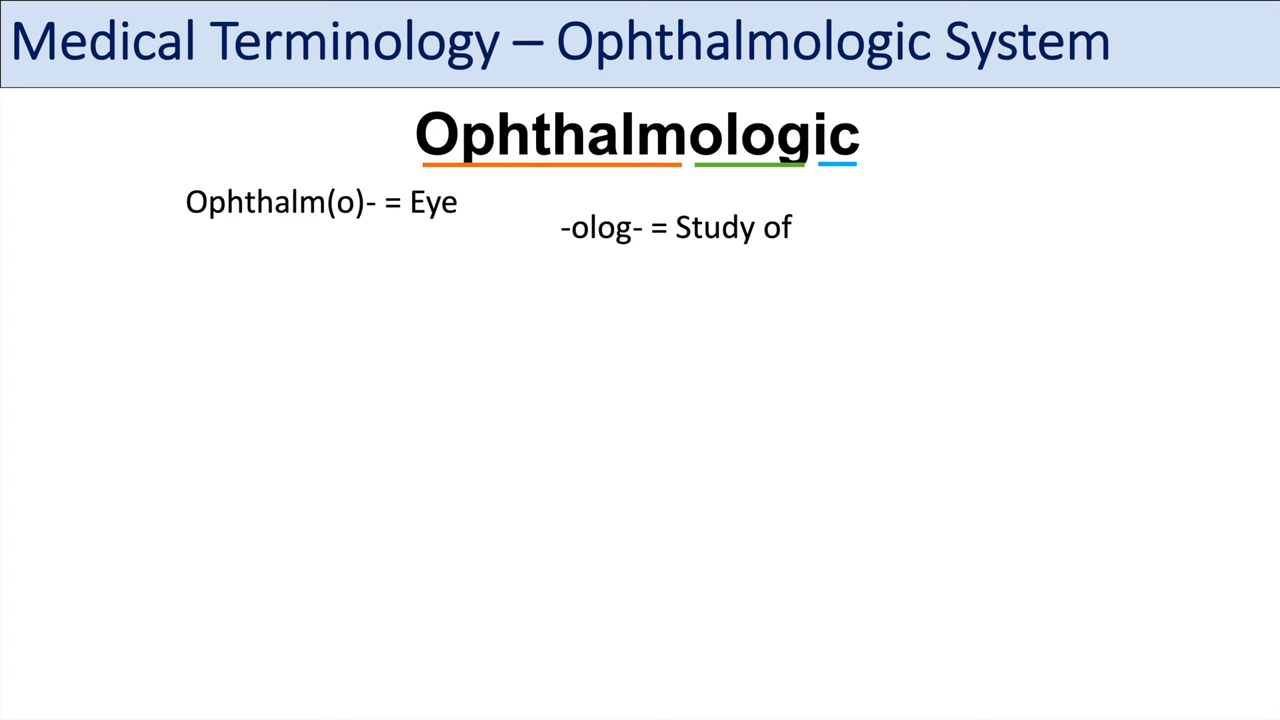 Medical Terminology – Ophthalmologic System
Ophthalmologic
Ophthalm(o)- = Eye
-olog- = Study of